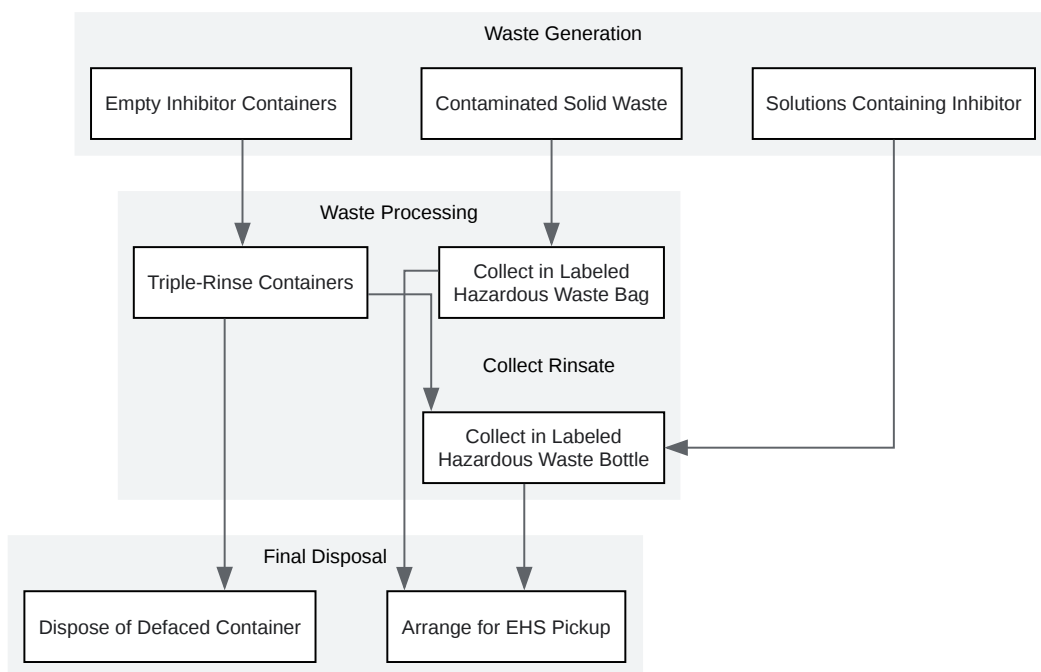 Waste Generation
Empty Inhibitor Containers
Contaminated Solid Waste
Solutions Containing Inhibitor
Waste Processing
Triple-Rinse Containers
Collect in Labeled
Hazardous Waste Bag
Collect Rinsate
Collect in Labeled
Hazardous Waste Bottle
Final Disposal
Dispose of Defaced Container
Arrange for EHS Pickup